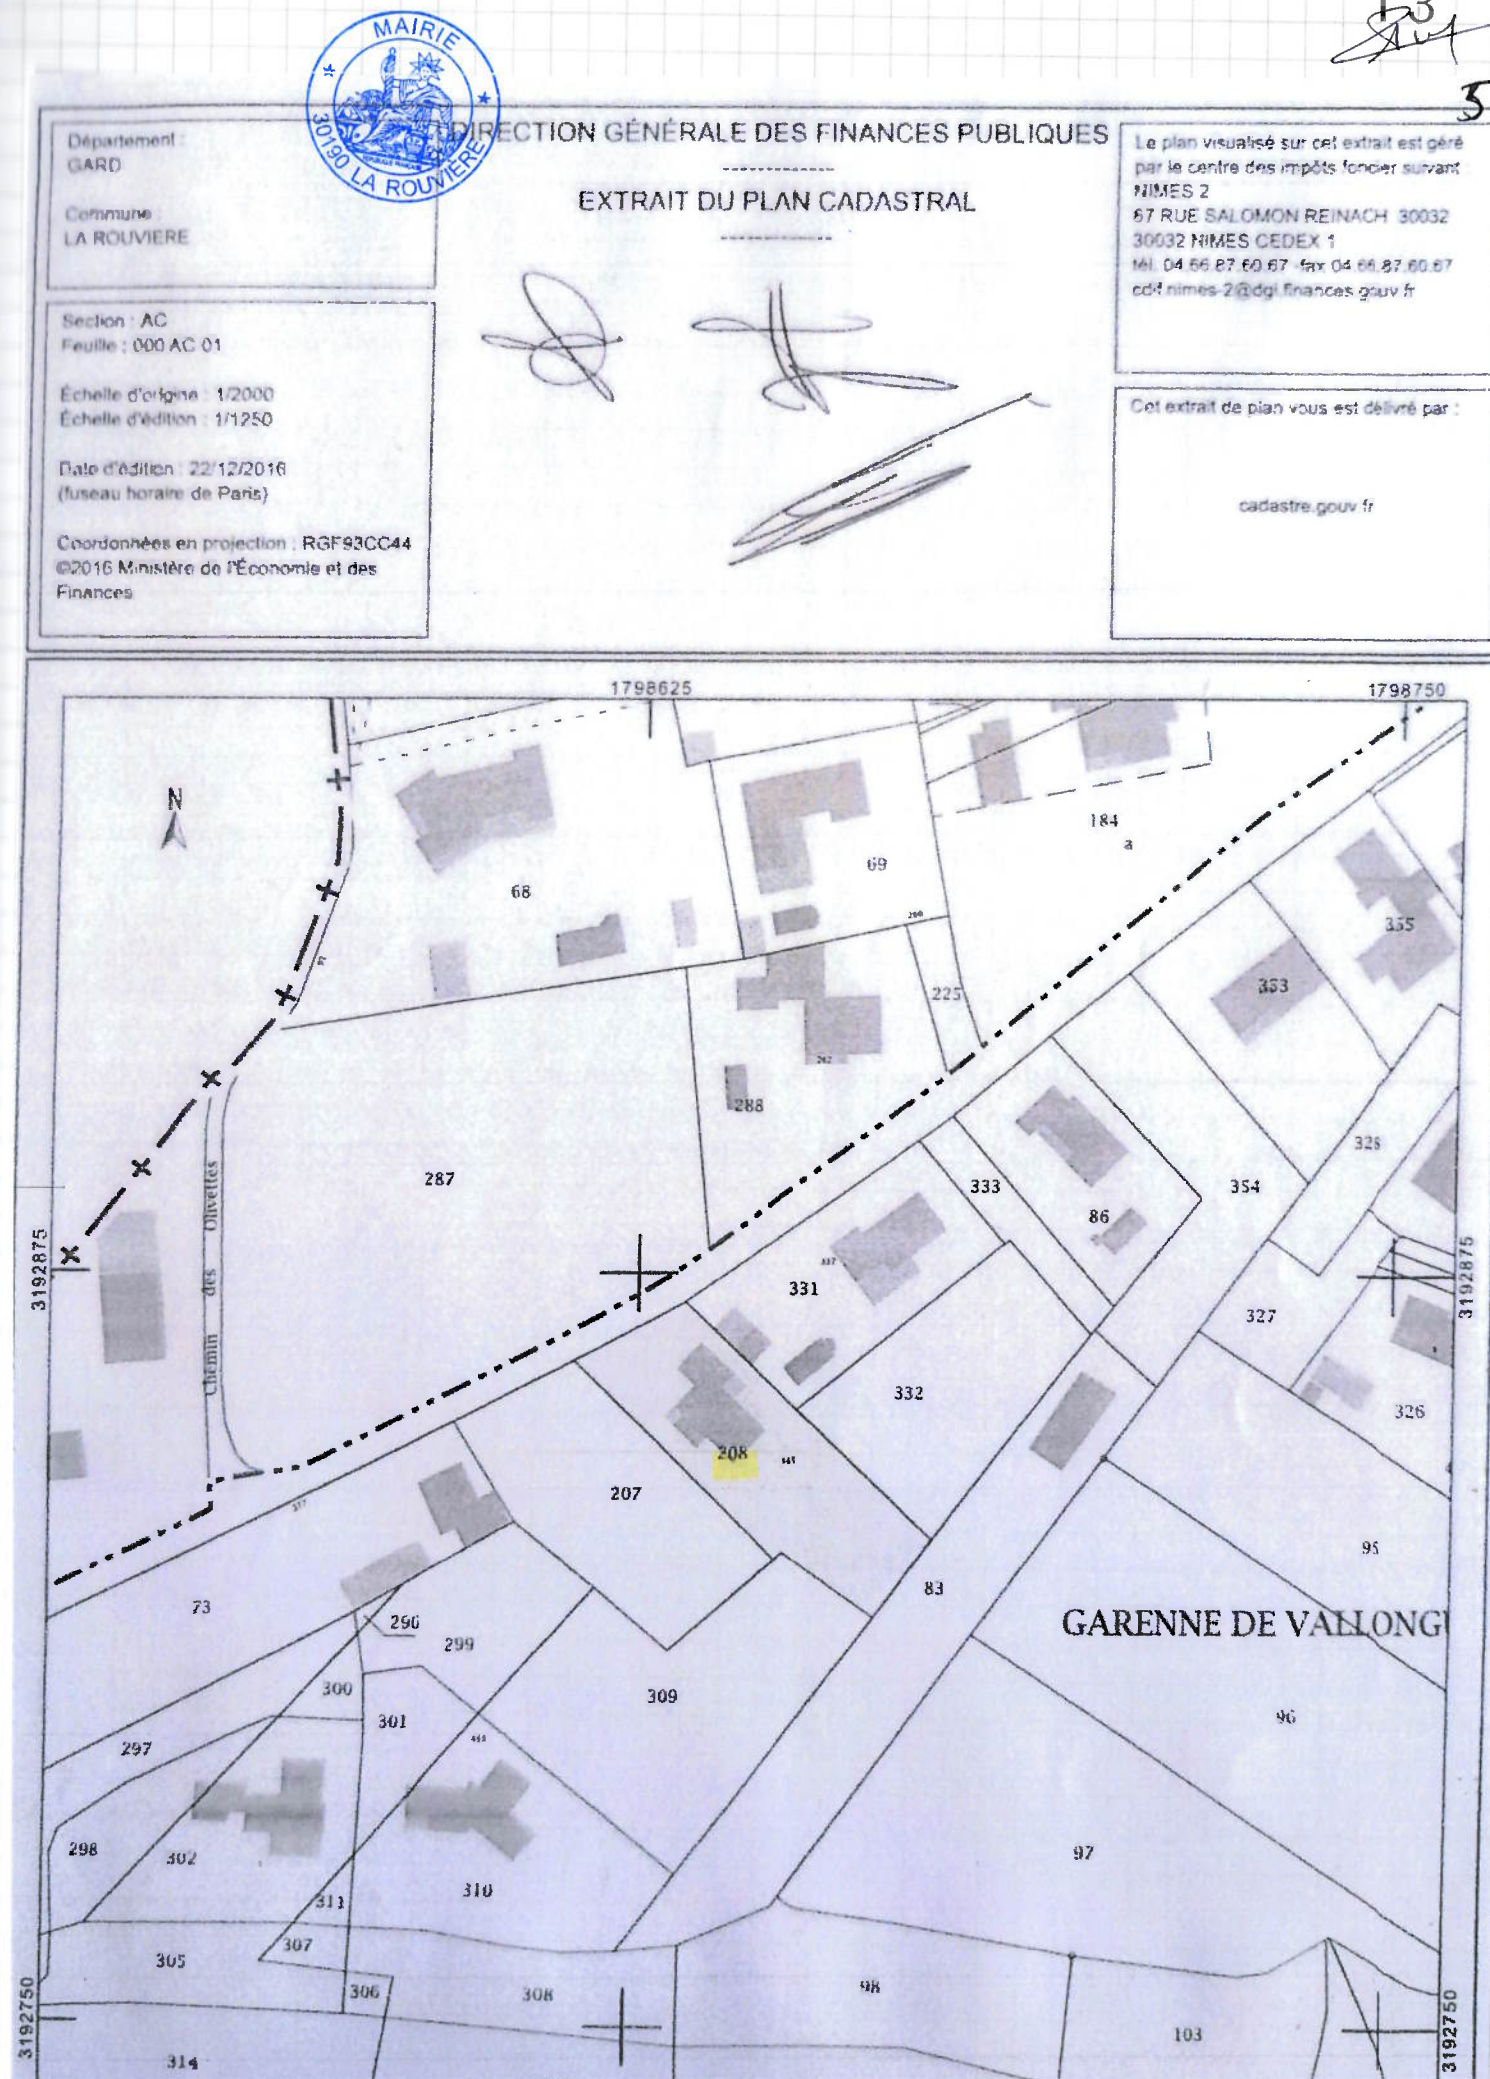 13
5
MAIRIE
30190 LA ROUVIERE
Département :
GARD
Commune :
LA ROUVIERE
Section : AC
Feuille : 000 AC 01
Échelle d'origine : 1/2000
Échelle d'édition : 1/1250
Date d'édition : 22/12/2016
(fuseau horaire de Paris)
Coordonnées en projection : RGF93CC44
©2016 Ministère de l'Économie et des
Finances
DIRECTION GÉNÉRALE DES FINANCES PUBLIQUES
EXTRAIT DU PLAN CADASTRAL
Le plan visualisé sur cet extrait est géré
par le centre des impôts foncier suivant
NIMES 2
67 RUE SALOMON REINACH 30032
30032 NIMES CEDEX 1
tél. 04.66.87.60.67 -fax 04.66.87.60.67
cdif.nimes-2@dgi.finances.gouv.fr
Cet extrait de plan vous est délivré par :
cadastre.gouv.fr
1798625
1798750
N
184
a
69
68
355
353
225
288
328
287
333
354
86
3192875
3192875
331
327
332
326
Chemin des Olivettes
208
207
95
83
73
GARENNE DE VALLONG
296
299
300
309
301
96
297
298
302
97
310
311
307
305
306
308
98
103
3192750
3192750
314